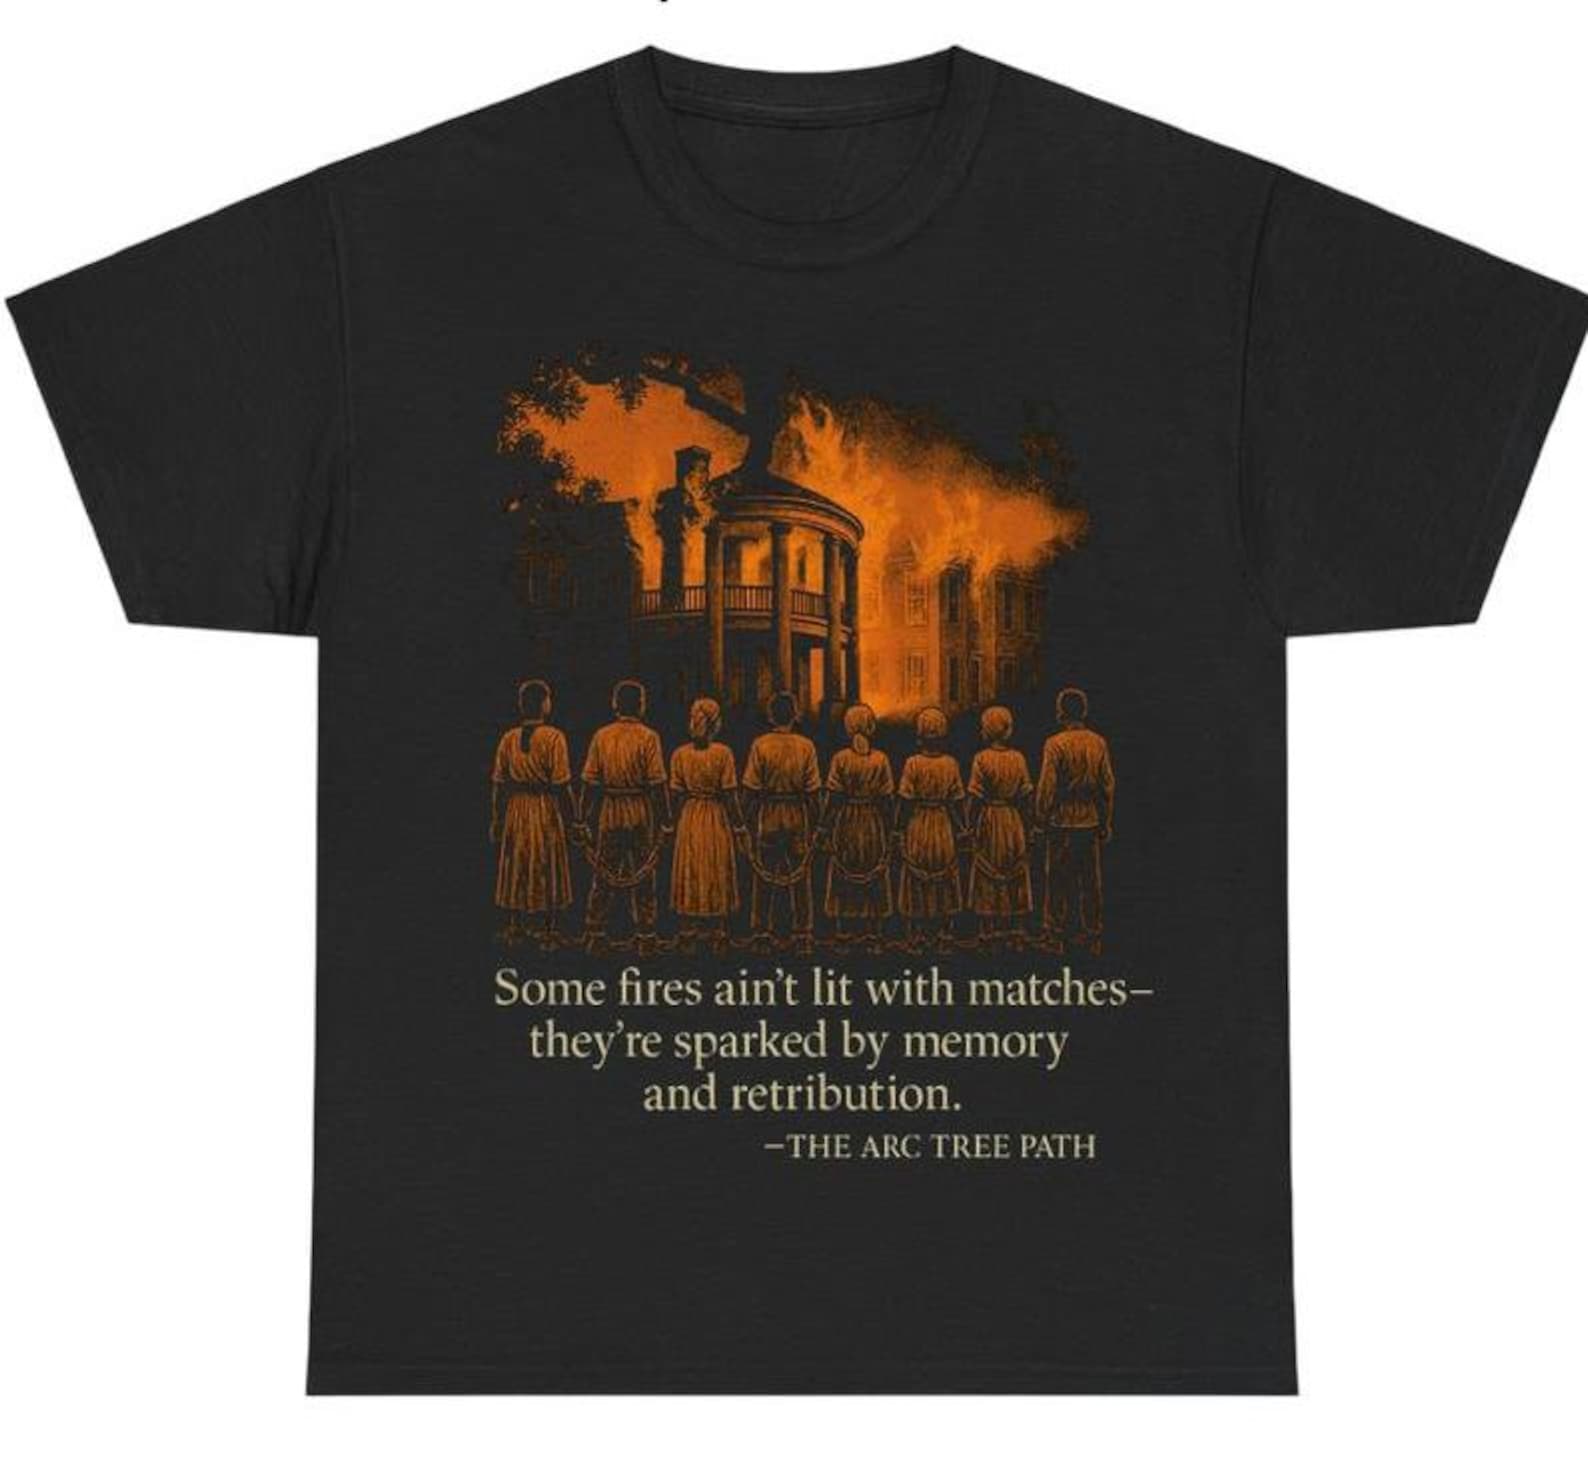 Some fires ain't lit with matches–
they're sparked by memory
and retribution.
–THE ARC TREE PATH